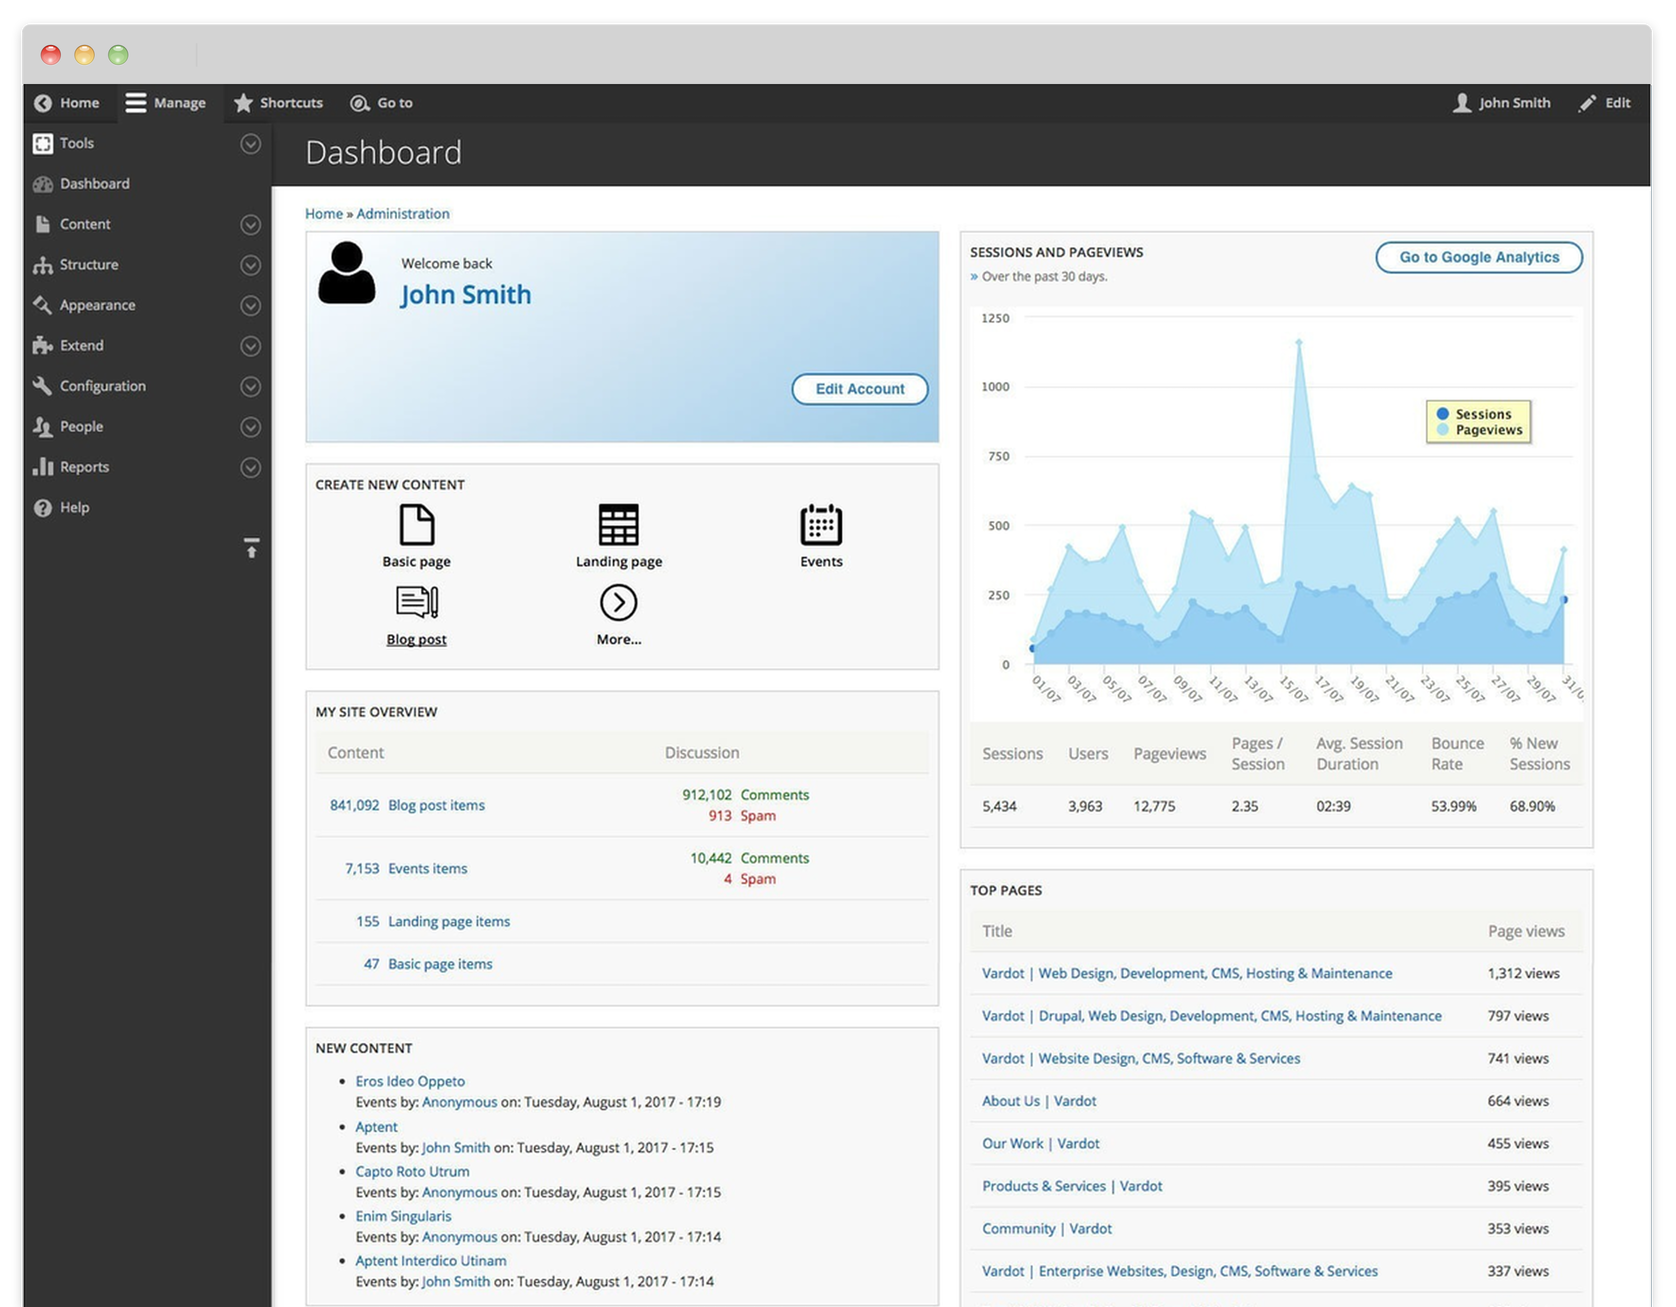 Home
Manage
Shortcuts
Go to
John Smith
Edit
Tools
Dashboard
Content
Structure
Appearance
Extend
Configuration
People
Reports
Help
Dashboard
Home » Administration
Welcome back
John Smith
Edit Account
CREATE NEW CONTENT
Basic page
Landing page
Events
Blog post
More...
MY SITE OVERVIEW
Content Discussion
841,092 Blog post items
912,102 Comments
913 Spam
7,153 Events items
10,442 Comments
4 Spam
155 Landing page items
47 Basic page items
NEW CONTENT
• Eros Ideo Oppeto
Events by: Anonymous on: Tuesday, August 1, 2017 - 17:19
• Aptent
Events by: John Smith on: Tuesday, August 1, 2017 - 17:15
• Capto Roto Utrum
Events by: Anonymous on: Tuesday, August 1, 2017 - 17:15
• Enim Singularis
Events by: Anonymous on: Tuesday, August 1, 2017 - 17:14
• Aptent Interdico Utinam
Events by: John Smith on: Tuesday, August 1, 2017 - 17:14
SESSIONS AND PAGEVIEWS
» Over the past 30 days.
Go to Google Analytics
1250
1000
750
500
250
0
Sessions
Pageviews
01/07 03/07 05/07 07/07 09/07 11/07 13/07 15/07 17/07 19/07 21/07 23/07 25/07 27/07 29/07
Sessions Users Pageviews Pages / Session Avg. Session Duration Bounce Rate % New Sessions
5,434 3,963 12,775 2.35 02:39 53.99% 68.90%
TOP PAGES
Title Page views
Vardot | Web Design, Development, CMS, Hosting & Maintenance 1,312 views
Vardot | Drupal, Web Design, Development, CMS, Hosting & Maintenance 797 views
Vardot | Website Design, CMS, Software & Services 741 views
About Us | Vardot 664 views
Our Work | Vardot 455 views
Products & Services | Vardot 395 views
Community | Vardot 353 views
Vardot | Enterprise Websites, Design, CMS, Software & Services 337 views